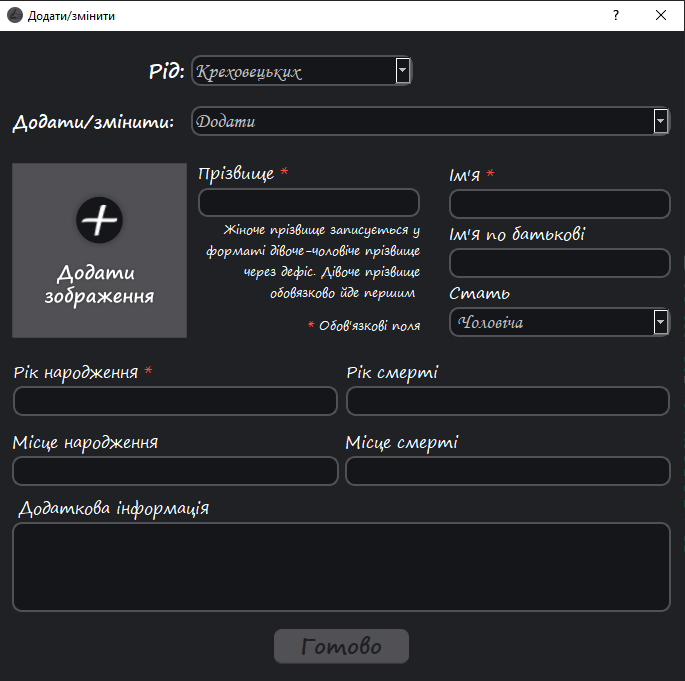 Додати/змінити
?
Рід: Креховецьких
Додати/змінити: Додати
Додати
зображення
Прізвище *
Жіноче прізвище записується у
форматі дівоче-чоловіче прізвище
через дефіс. Дівоче прізвище
обовязково йде першим
* Обов'язкові поля
Ім'я *
Ім'я по батькові
Стать
Чоловіча
Рік народження *
Рік смерті
Місце народження
Місце смерті
Додаткова інформація
Готово